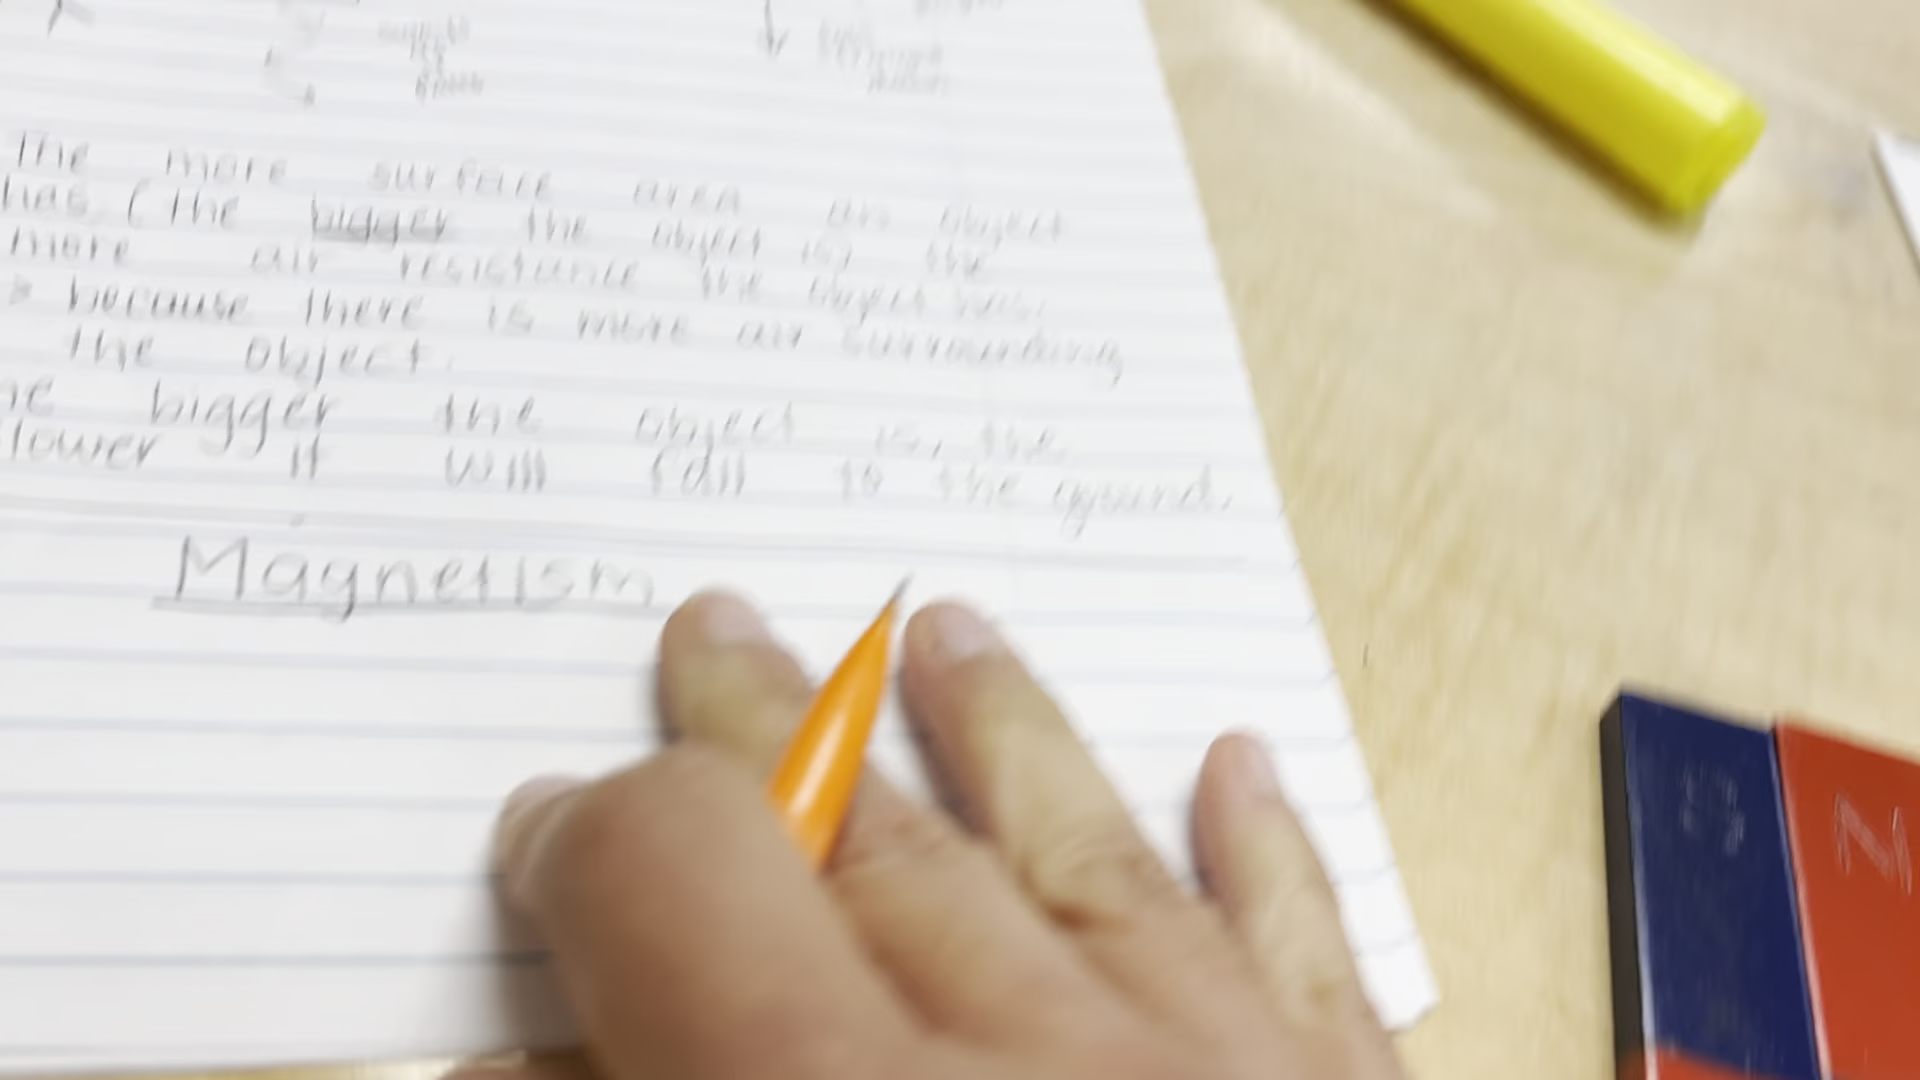 The more surface area an object
has (the bigger the object is) the
more air resistance the object has.
because there is more air surrounding
the object.
bigger the object is, the
lower it will fall to the ground.
Magnetism
N